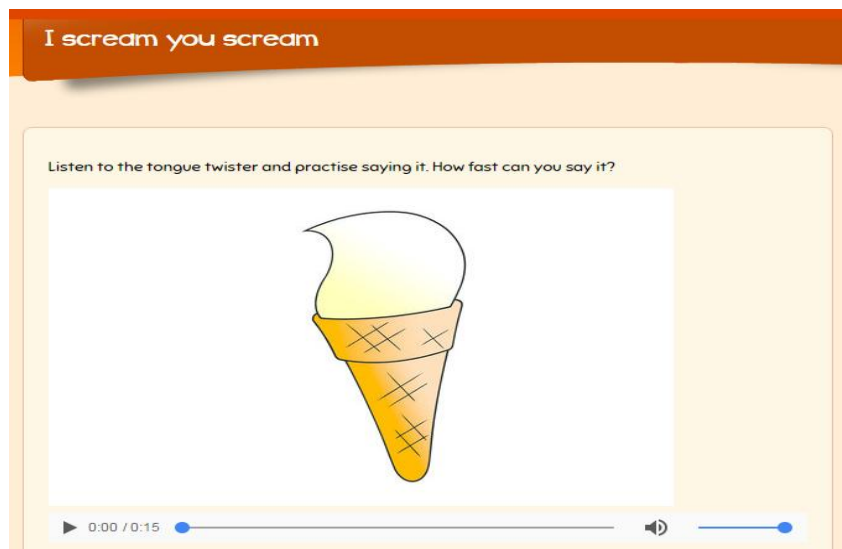 I scream you scream
Listen to the tongue twister and practise saying it. How fast can you say it?
0:00 / 0:15